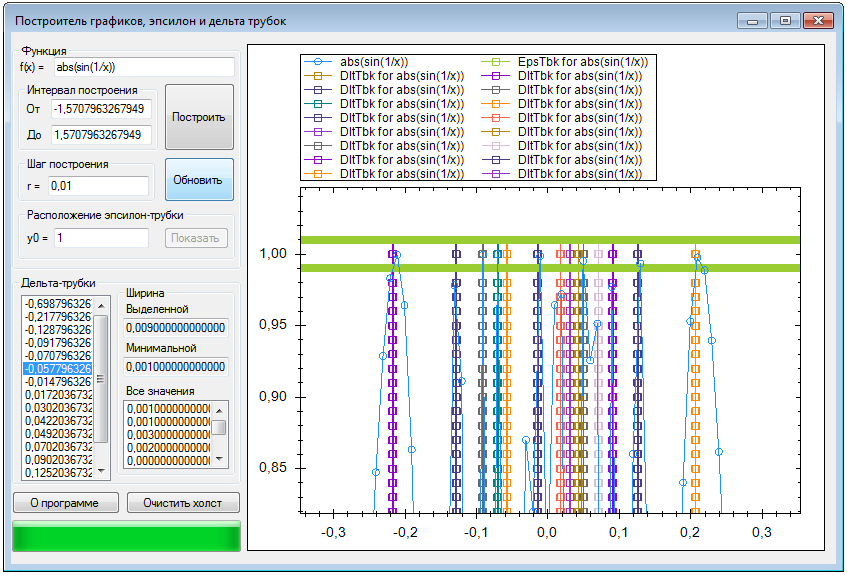 Построитель графиков, эпсилон и дельта трубок
Функция
f(x) = abs(sin(1/x))
Интервал построения
От -1,5707963267949
До 1,5707963267949
Построить
Шаг построения
r = 0,01
Обновить
Расположение эпсилон-трубки
y0 = 1
Показать
Дельта-трубки
-0,698796326
-0,217796326
-0,128796326
-0,091796326
-0,070796326
-0,057796326
-0,014796326
0,0172036732
0,0302036732
0,0422036732
0,0492036732
0,0702036732
0,0902036732
0,1252036732
Ширина
Выделенной
0,009000000000000
Минимальной
0,001000000000000
Все значения
0,0010000000000
0,0010000000000
0,0030000000000
0,0020000000000
0,0000000000000
О программе
Очистить холст
abs(sin(1/x)) EpsTbk for abs(sin(1/x))
DltTbk for abs(sin(1/x)) DltTbk for abs(sin(1/x))
DltTbk for abs(sin(1/x)) DltTbk for abs(sin(1/x))
DltTbk for abs(sin(1/x)) DltTbk for abs(sin(1/x))
DltTbk for abs(sin(1/x)) DltTbk for abs(sin(1/x))
DltTbk for abs(sin(1/x)) DltTbk for abs(sin(1/x))
DltTbk for abs(sin(1/x)) DltTbk for abs(sin(1/x))
DltTbk for abs(sin(1/x)) DltTbk for abs(sin(1/x))
DltTbk for abs(sin(1/x)) DltTbk for abs(sin(1/x))
1,00
0,95
0,90
0,85
-0,3 -0,2 -0,1 0,0 0,1 0,2 0,3